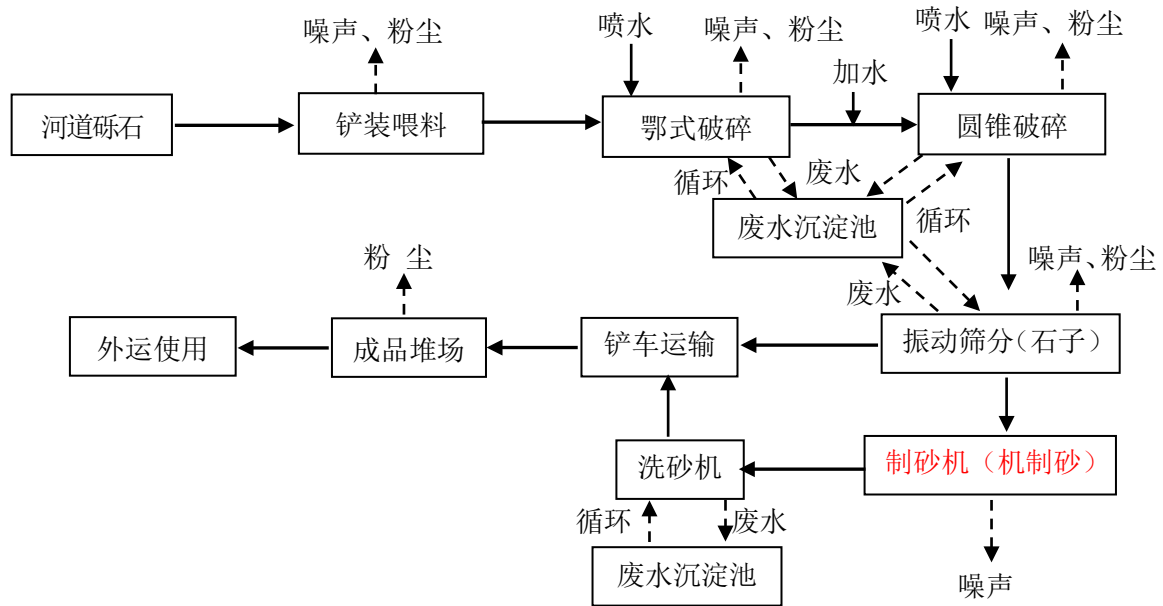 噪声、粉尘
喷水
噪声、粉尘
喷水
噪声、粉尘
加水
河道砾石
铲装喂料
鄂式破碎
圆锥破碎
循环
废水
废水沉淀池
循环
粉 尘
废水
噪声、粉尘
外运使用
成品堆场
铲车运输
振动筛分（石子）
洗砂机
制砂机（机制砂）
循环
废水
废水沉淀池
噪声